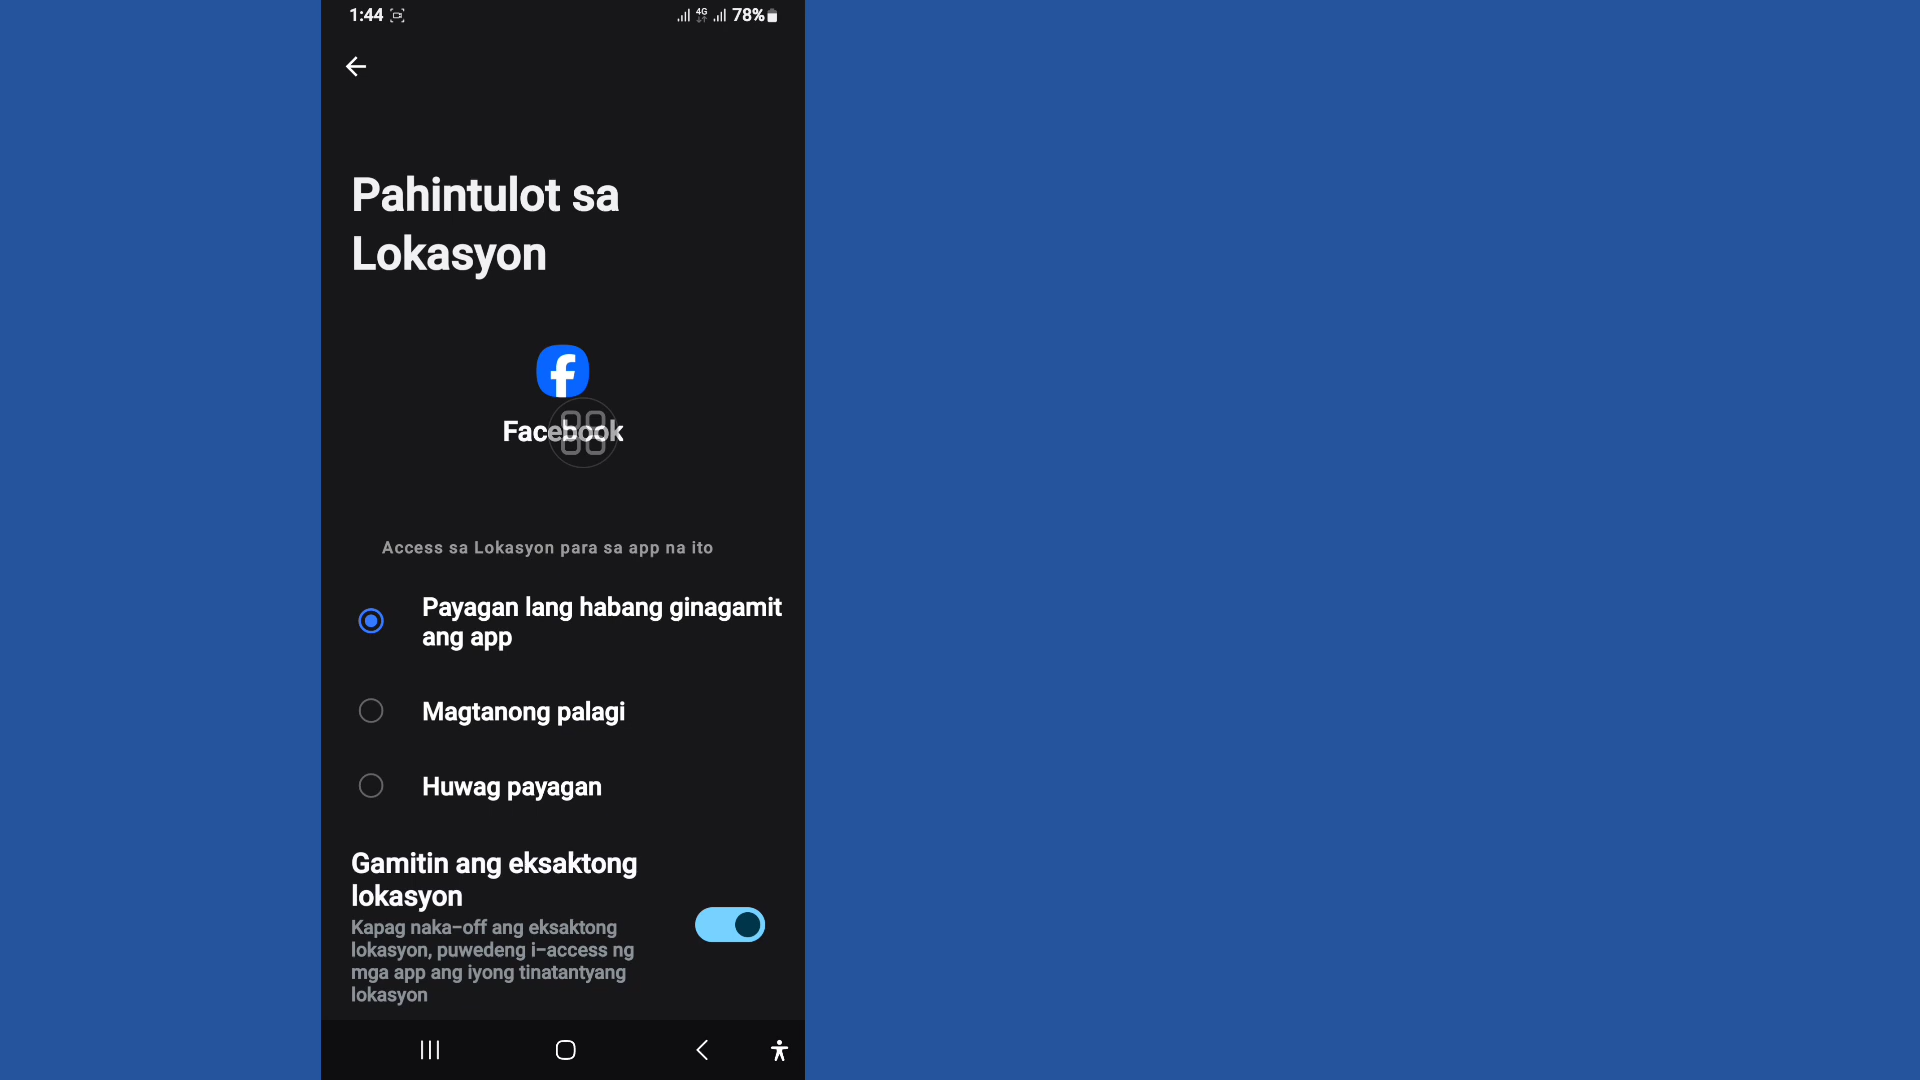 1:44
4G
78%
Pahintulot sa
Lokasyon
Facebook
Access sa Lokasyon para sa app na ito
Payagan lang habang ginagamit
ang app
Magtanong palagi
Huwag payagan
Gamitin ang eksaktong
lokasyon
Kapag naka-off ang eksaktong
lokasyon, puwedeng i-access ng
mga app ang iyong tinatantyang
lokasyon